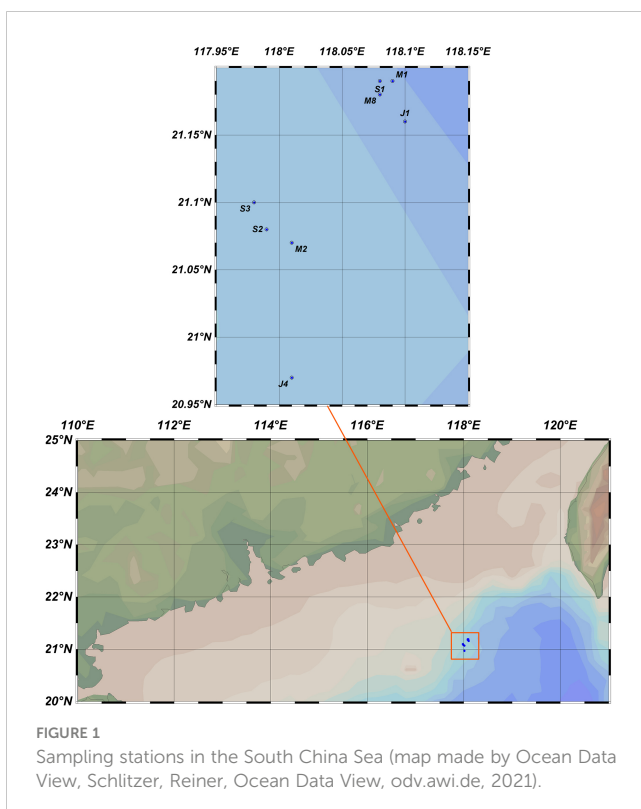 117.95°E 118°E 118.05°E 118.1°E 118.15°E
M1
S1
M8
J1
21.15°N
21.1°N
S3
S2
M2
21.05°N
21°N
J4
20.95°N
110°E 112°E 114°E 116°E 118°E 120°E
25°N
24°N
23°N
22°N
21°N
20°N
FIGURE 1
Sampling stations in the South China Sea (map made by Ocean Data
View, Schlitzer, Reiner, Ocean Data View, odv.awi.de, 2021).